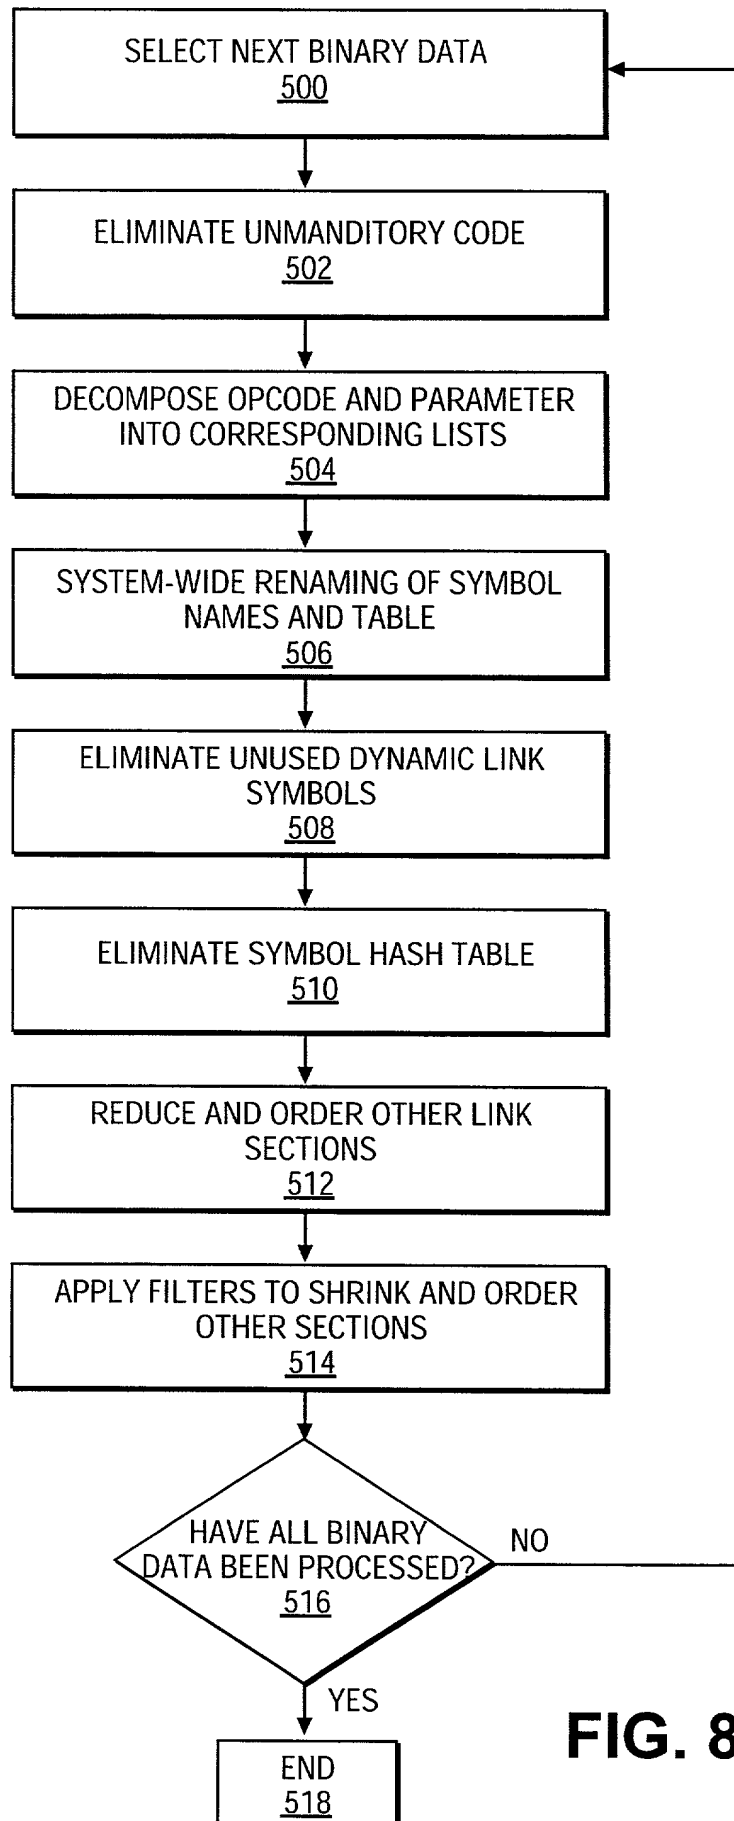 SELECT NEXT BINARY DATA
500
ELIMINATE UNMANDITORY CODE
502
DECOMPOSE OPCODE AND PARAMETER
INTO CORRESPONDING LISTS
504
SYSTEM-WIDE RENAMING OF SYMBOL
NAMES AND TABLE
506
ELIMINATE UNUSED DYNAMIC LINK
SYMBOLS
508
ELIMINATE SYMBOL HASH TABLE
510
REDUCE AND ORDER OTHER LINK
SECTIONS
512
APPLY FILTERS TO SHRINK AND ORDER
OTHER SECTIONS
514
HAVE ALL BINARY
DATA BEEN PROCESSED?
516
NO
YES
END
518
FIG. 8